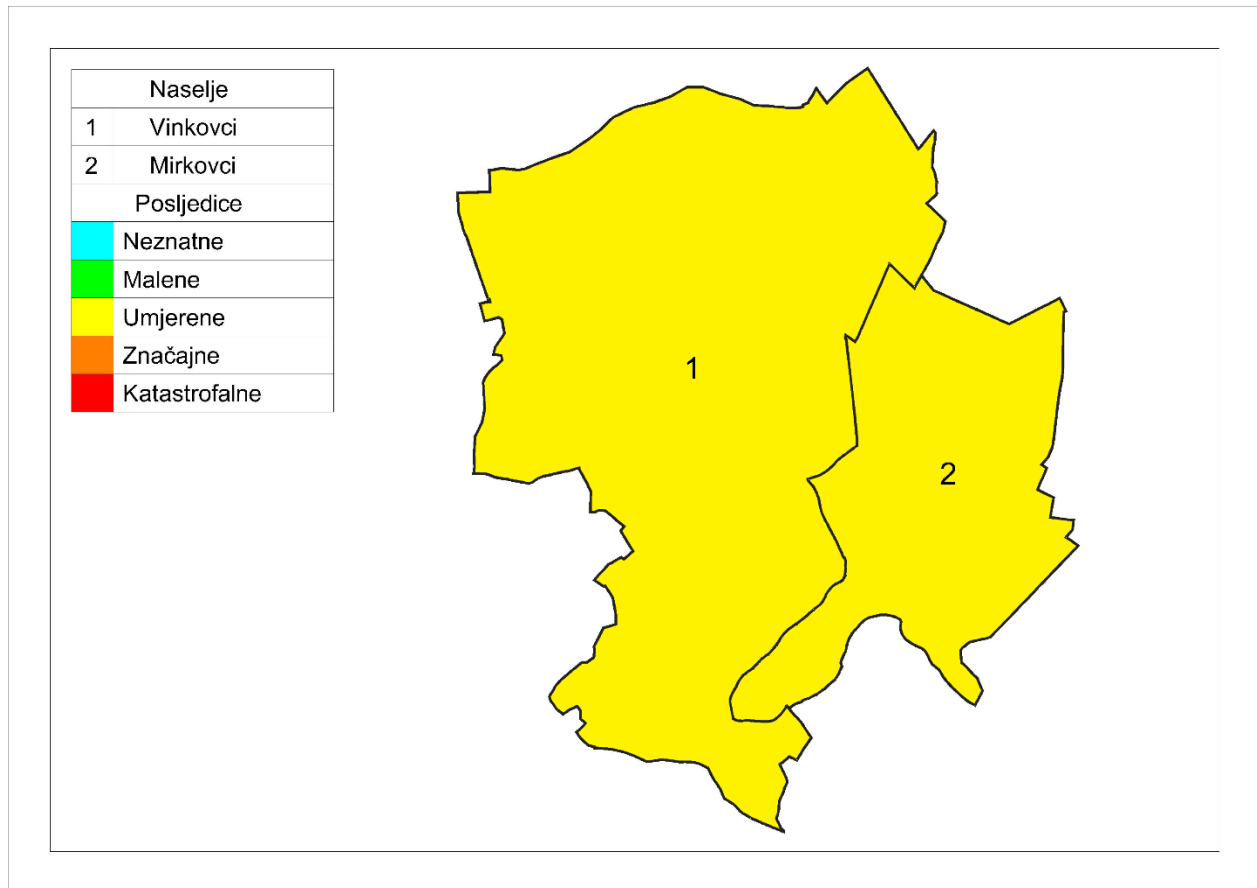 Naselje
1 Vinkovci
2 Mirkovci
Posljedice
Neznatne
Malene
Umjerene
Značajne
Katastrofalne
1
2